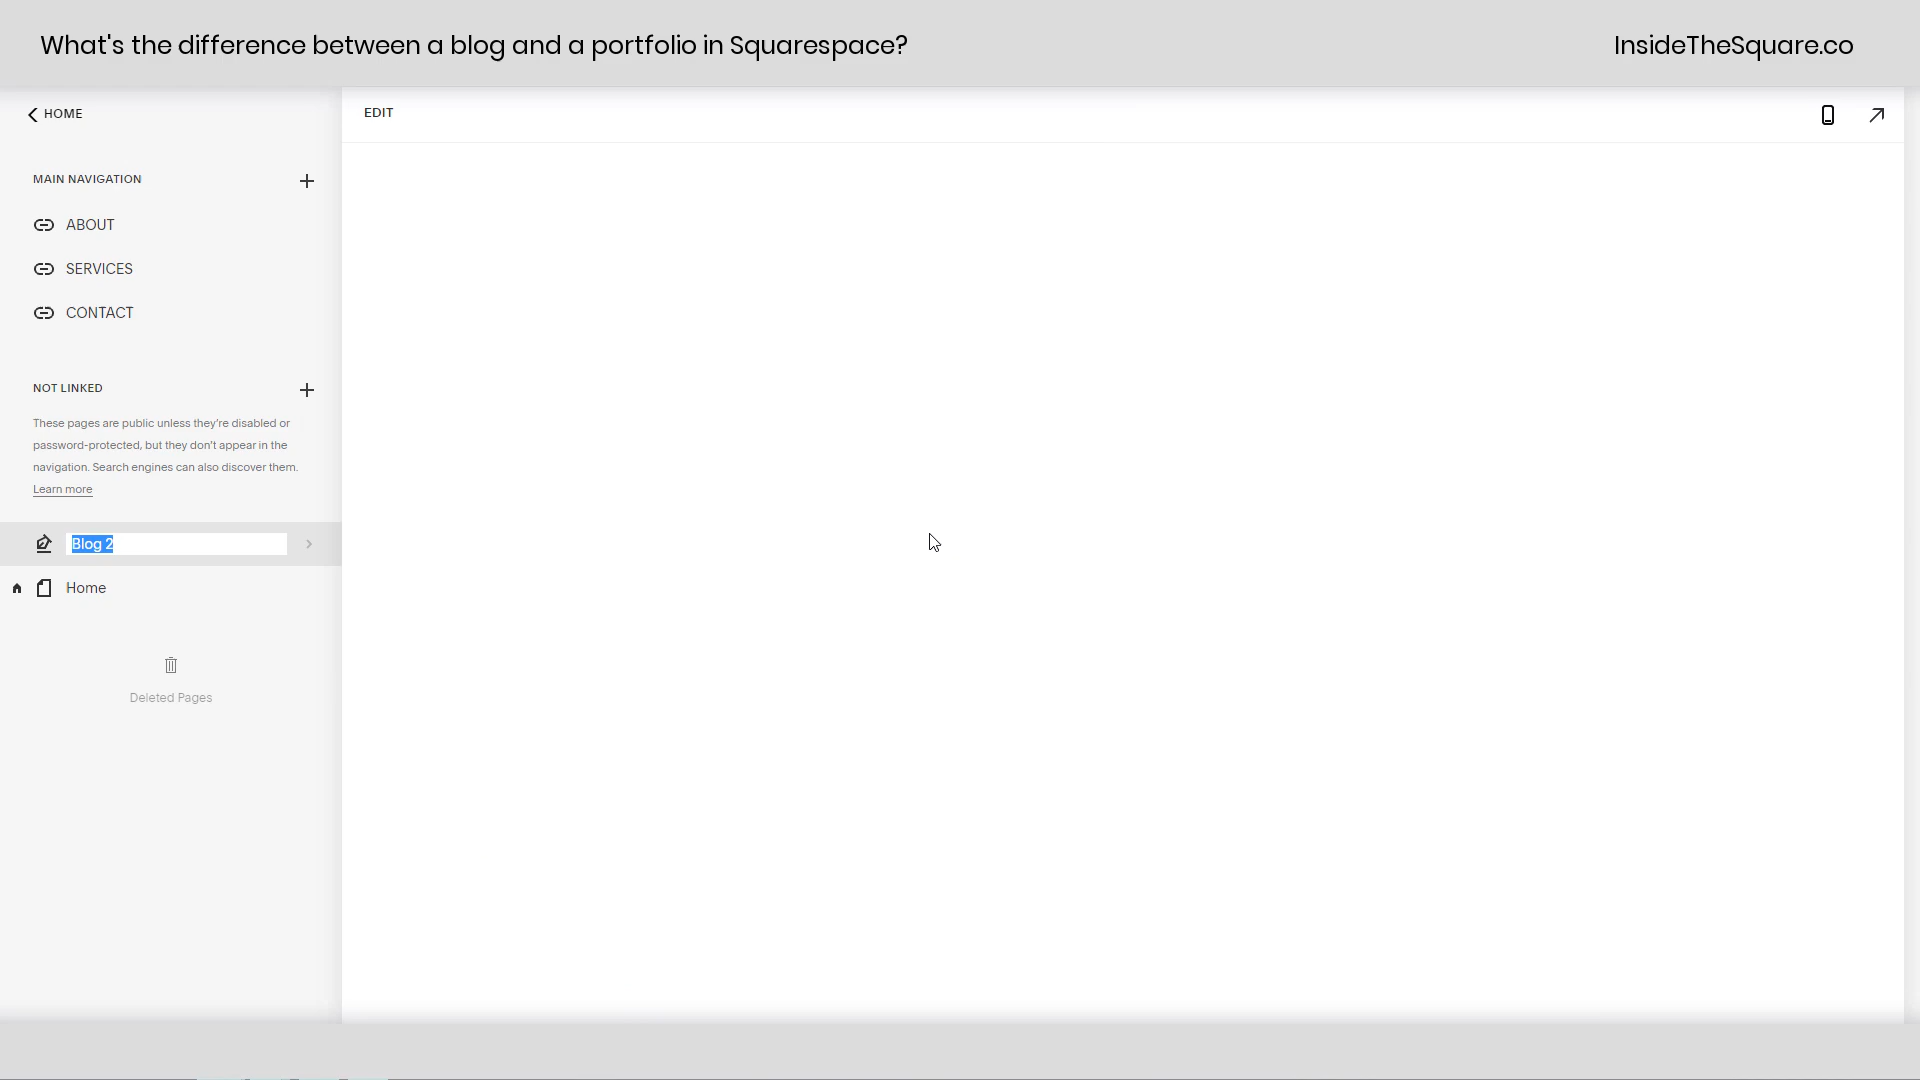 What's the difference between a blog and a portfolio in Squarespace?
InsideTheSquare.co
HOME
EDIT
MAIN NAVIGATION
ABOUT
SERVICES
CONTACT
NOT LINKED
These pages are public unless they're disabled or
password-protected, but they don't appear in the
navigation. Search engines can also discover them.
Learn more
Blog 2
Home
Deleted Pages